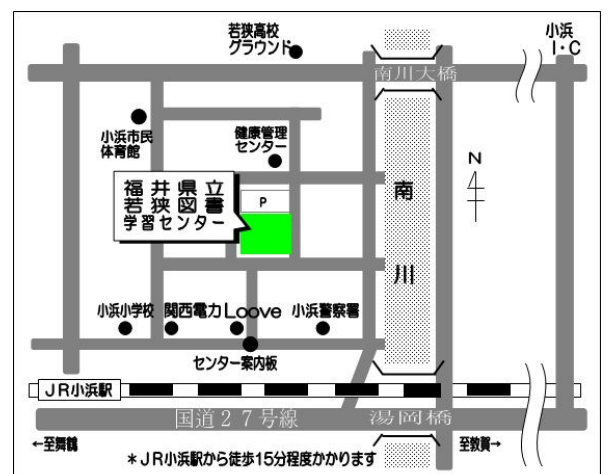 若狭高校
グラウンド
小浜
I・C
南川大橋
小浜市民
体育館
健康管理
センター
N
福井県立
若狭図書
学習センター
P
南
川
小浜小学校
関西電力
Loove
小浜警察署
センター案内板
JR小浜駅
国道27号線
湯岡橋
←至舞鶴
至敦賀→
＊JR小浜駅から徒歩15分程度かかります